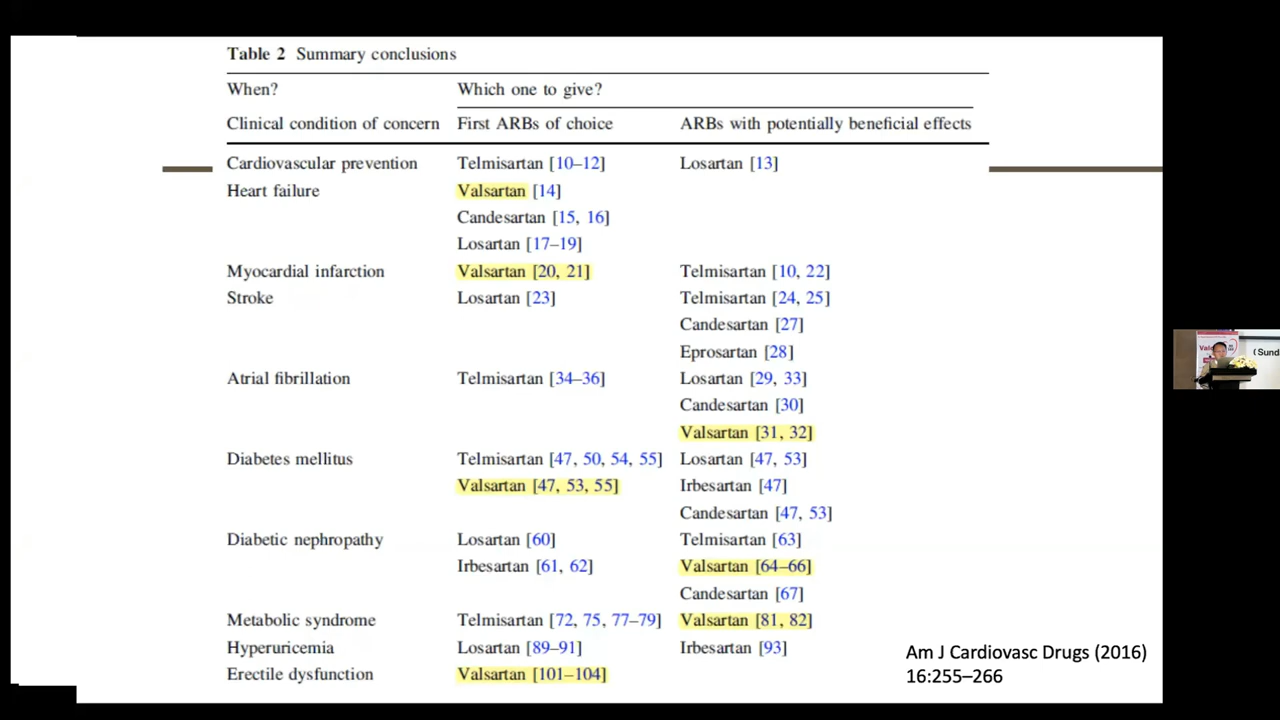 Table 2 Summary conclusions
When? Which one to give?
Clinical condition of concern First ARBs of choice ARBs with potentially beneficial effects
Cardiovascular prevention Telmisartan [10–12] Losartan [13]
Heart failure Valsartan [14]
Candesartan [15, 16]
Losartan [17–19]
Myocardial infarction Valsartan [20, 21] Telmisartan [10, 22]
Stroke Losartan [23] Telmisartan [24, 25]
Candesartan [27]
Eprosartan [28]
Atrial fibrillation Telmisartan [34–36] Losartan [29, 33]
Candesartan [30]
Valsartan [31, 32]
Diabetes mellitus Telmisartan [47, 50, 54, 55] Losartan [47, 53]
Valsartan [47, 53, 55] Irbesartan [47]
Candesartan [47, 53]
Diabetic nephropathy Losartan [60] Telmisartan [63]
Irbesartan [61, 62] Valsartan [64–66]
Candesartan [67]
Metabolic syndrome Telmisartan [72, 75, 77–79] Valsartan [81, 82]
Hyperuricemia Losartan [89–91] Irbesartan [93]
Erectile dysfunction Valsartan [101–104]
Am J Cardiovasc Drugs (2016)
16:255–266
(Sund